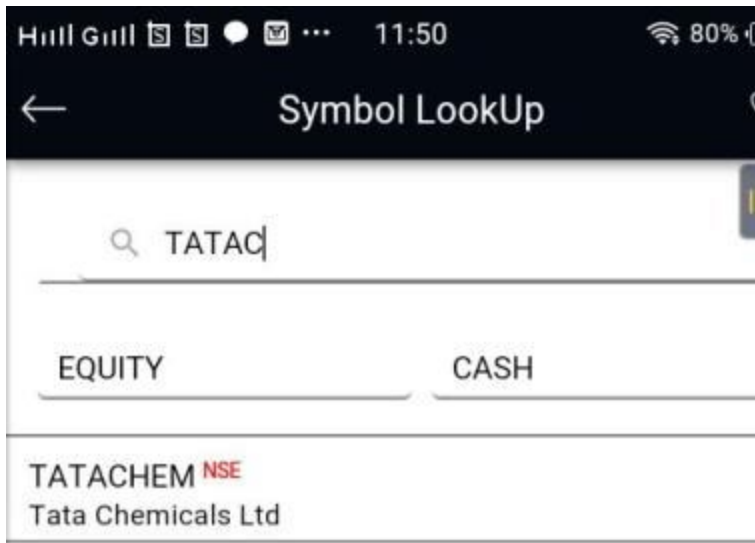 11:50
80%
Symbol LookUp
TATAC
EQUITY CASH
TATACHEM NSE
Tata Chemicals Ltd